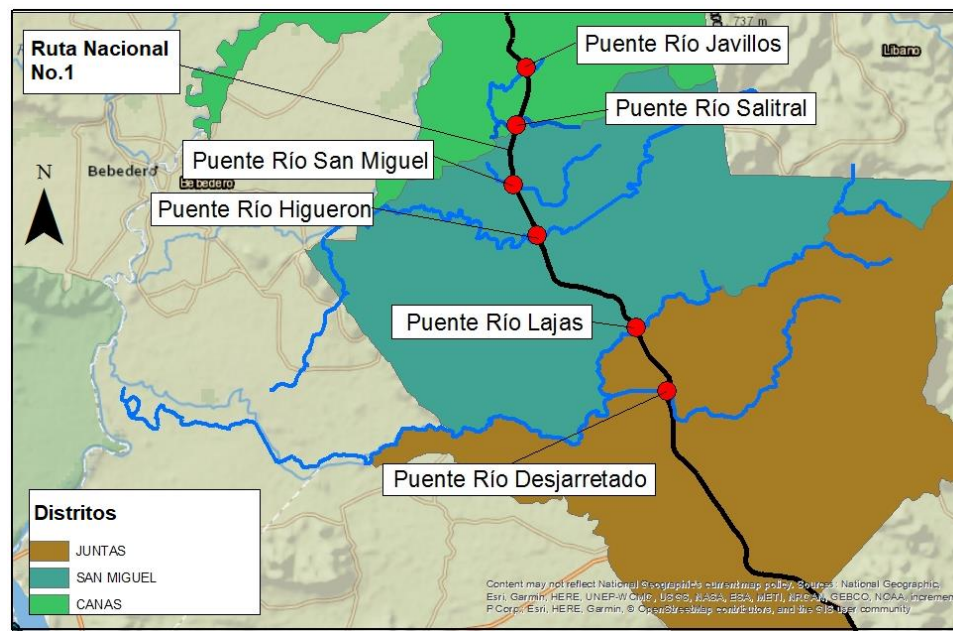 737 m
Ruta Nacional
No.1
Puente Río Javillos
Líbano
Puente Río Salitral
Puente Río San Miguel
Bebedero
Bebedero
N
Puente Río Higueron
Puente Río Lajas
Puente Río Desjarretado
Distritos
JUNTAS
SAN MIGUEL
CANAS
Content may not reflect National Geographic's current map policy. Sources: National Geographic,
Esri, Garmin, HERE, UNEP-WCMC, USGS, NASA, ESA, METI, NRCAN, GEBCO, NOAA, increment
P Corp., Esri, HERE, Garmin, © OpenStreetMap contributors, and the GIS user community